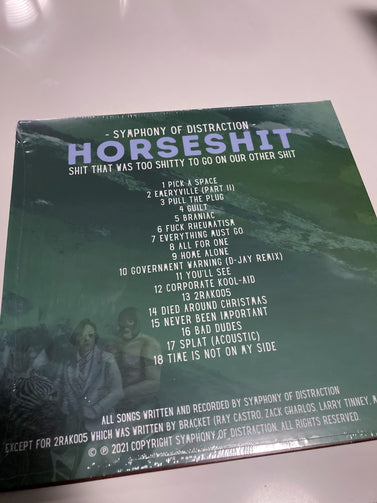 - SYMPHONY OF DISTRACTION -
HORSESHIT
SHIT THAT WAS TOO SHITTY TO GO ON OUR OTHER SHIT
1 PICK A SPACE
2 EMERYVILLE (PART II)
3 PULL THE PLUG
4 GUILT
5 BRANIAC
6 FUCK RHEUMATISM
7 EVERYTHING MUST GO
8 ALL FOR ONE
9 HOME ALONE
10 GOVERNMENT WARNING (D-JAY REMIX)
11 YOU'LL SEE
12 CORPORATE KOOL-AID
13 2RAK005
14 DIED AROUND CHRISTMAS
15 NEVER BEEN IMPORTANT
16 BAD DUDES
17 SPLAT (ACOUSTIC)
18 TIME IS NOT ON MY SIDE
ALL SONGS WRITTEN AND RECORDED BY SYMPHONY OF DISTRACTION
EXCEPT FOR 2RAK005 WHICH WAS WRITTEN BY BRACKET (RAY CASTRO, ZACK CHARLOS, LARRY TINNEY,
© ℗ 2021 COPYRIGHT SYMPHONY OF DISTRACTION. ALL RIGHTS RESERVED.